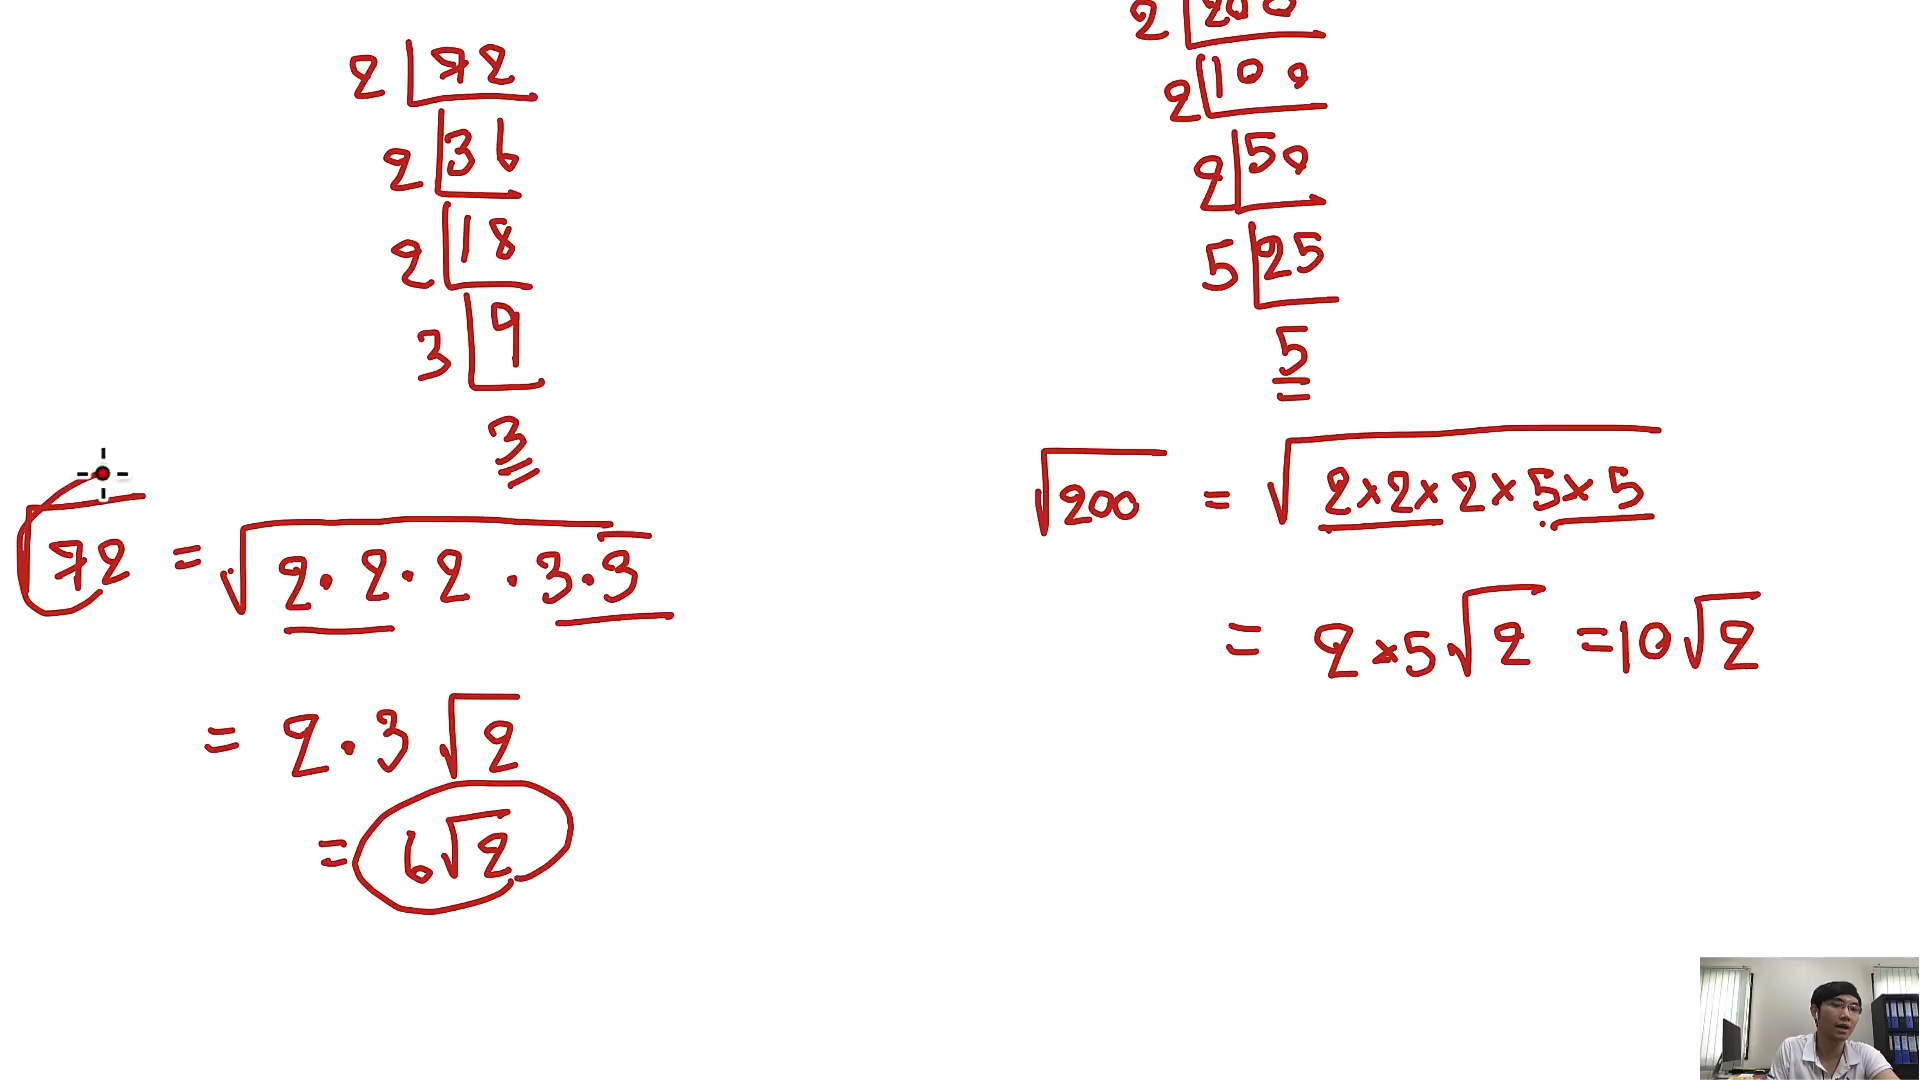 2 | 72
2 | 36
2 | 18
3 | 9
3
√72 = √2·2·2·3·3
= 2·3√2
= 6√2
2 | 200
2 | 100
2 | 50
5 | 25
5
√200 = √2×2×2×5×5
= 2×5√2 = 10√2